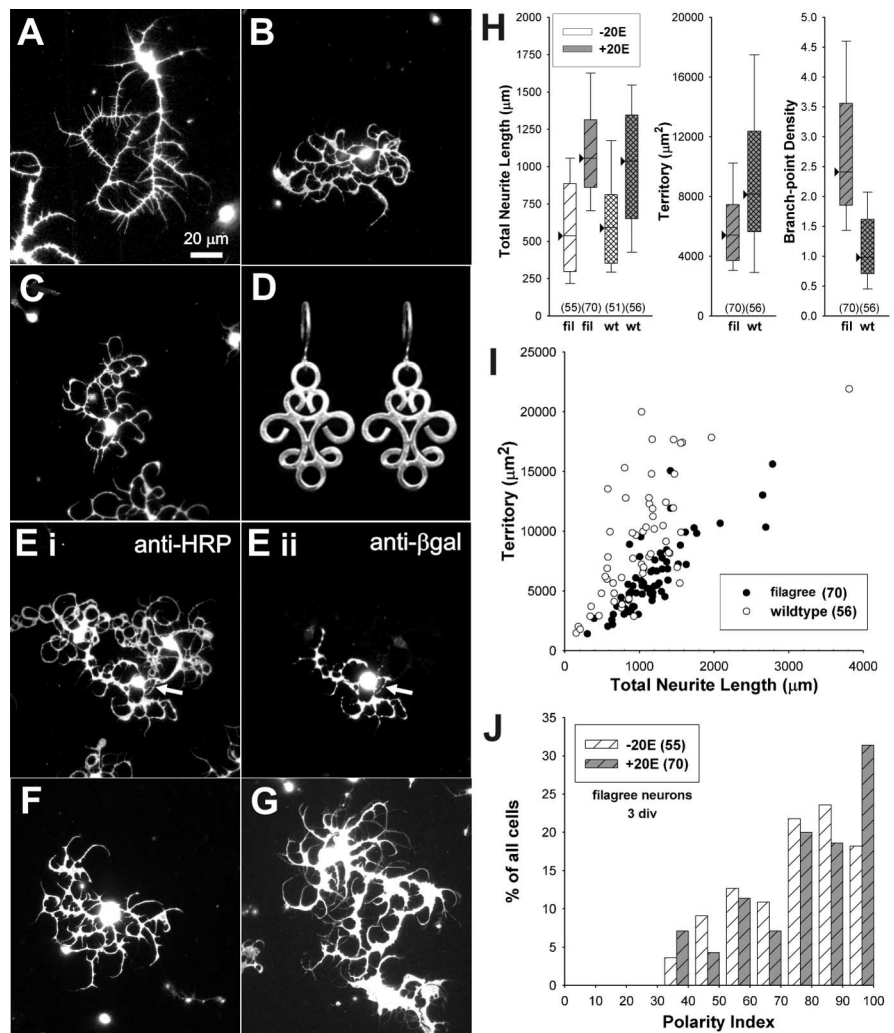 A
B
20 μm
C
D
E i
anti-HRP
E ii
anti-βgal
F
G
H
-20E
+20E
Total Neurite Length (μm)
2000
1750
1500
1250
1000
750
500
250
0
(55)(70) (51)(56)
fil fil wt wt
Territory (μm²)
20000
16000
12000
8000
4000
0
(70)(56)
fil wt
Branch-point Density
5.0
4.5
4.0
3.5
3.0
2.5
2.0
1.5
1.0
0.5
0.0
(70)(56)
fil wt
I
Territory (μm²)
25000
20000
15000
10000
5000
0
filagree (70)
wildtype (56)
0 1000 2000 3000 4000
Total Neurite Length (μm)
J
% of all cells
35
30
25
20
15
10
5
0
-20E (55)
+20E (70)
filagree neurons
3 div
0 10 20 30 40 50 60 70 80 90 100
Polarity Index